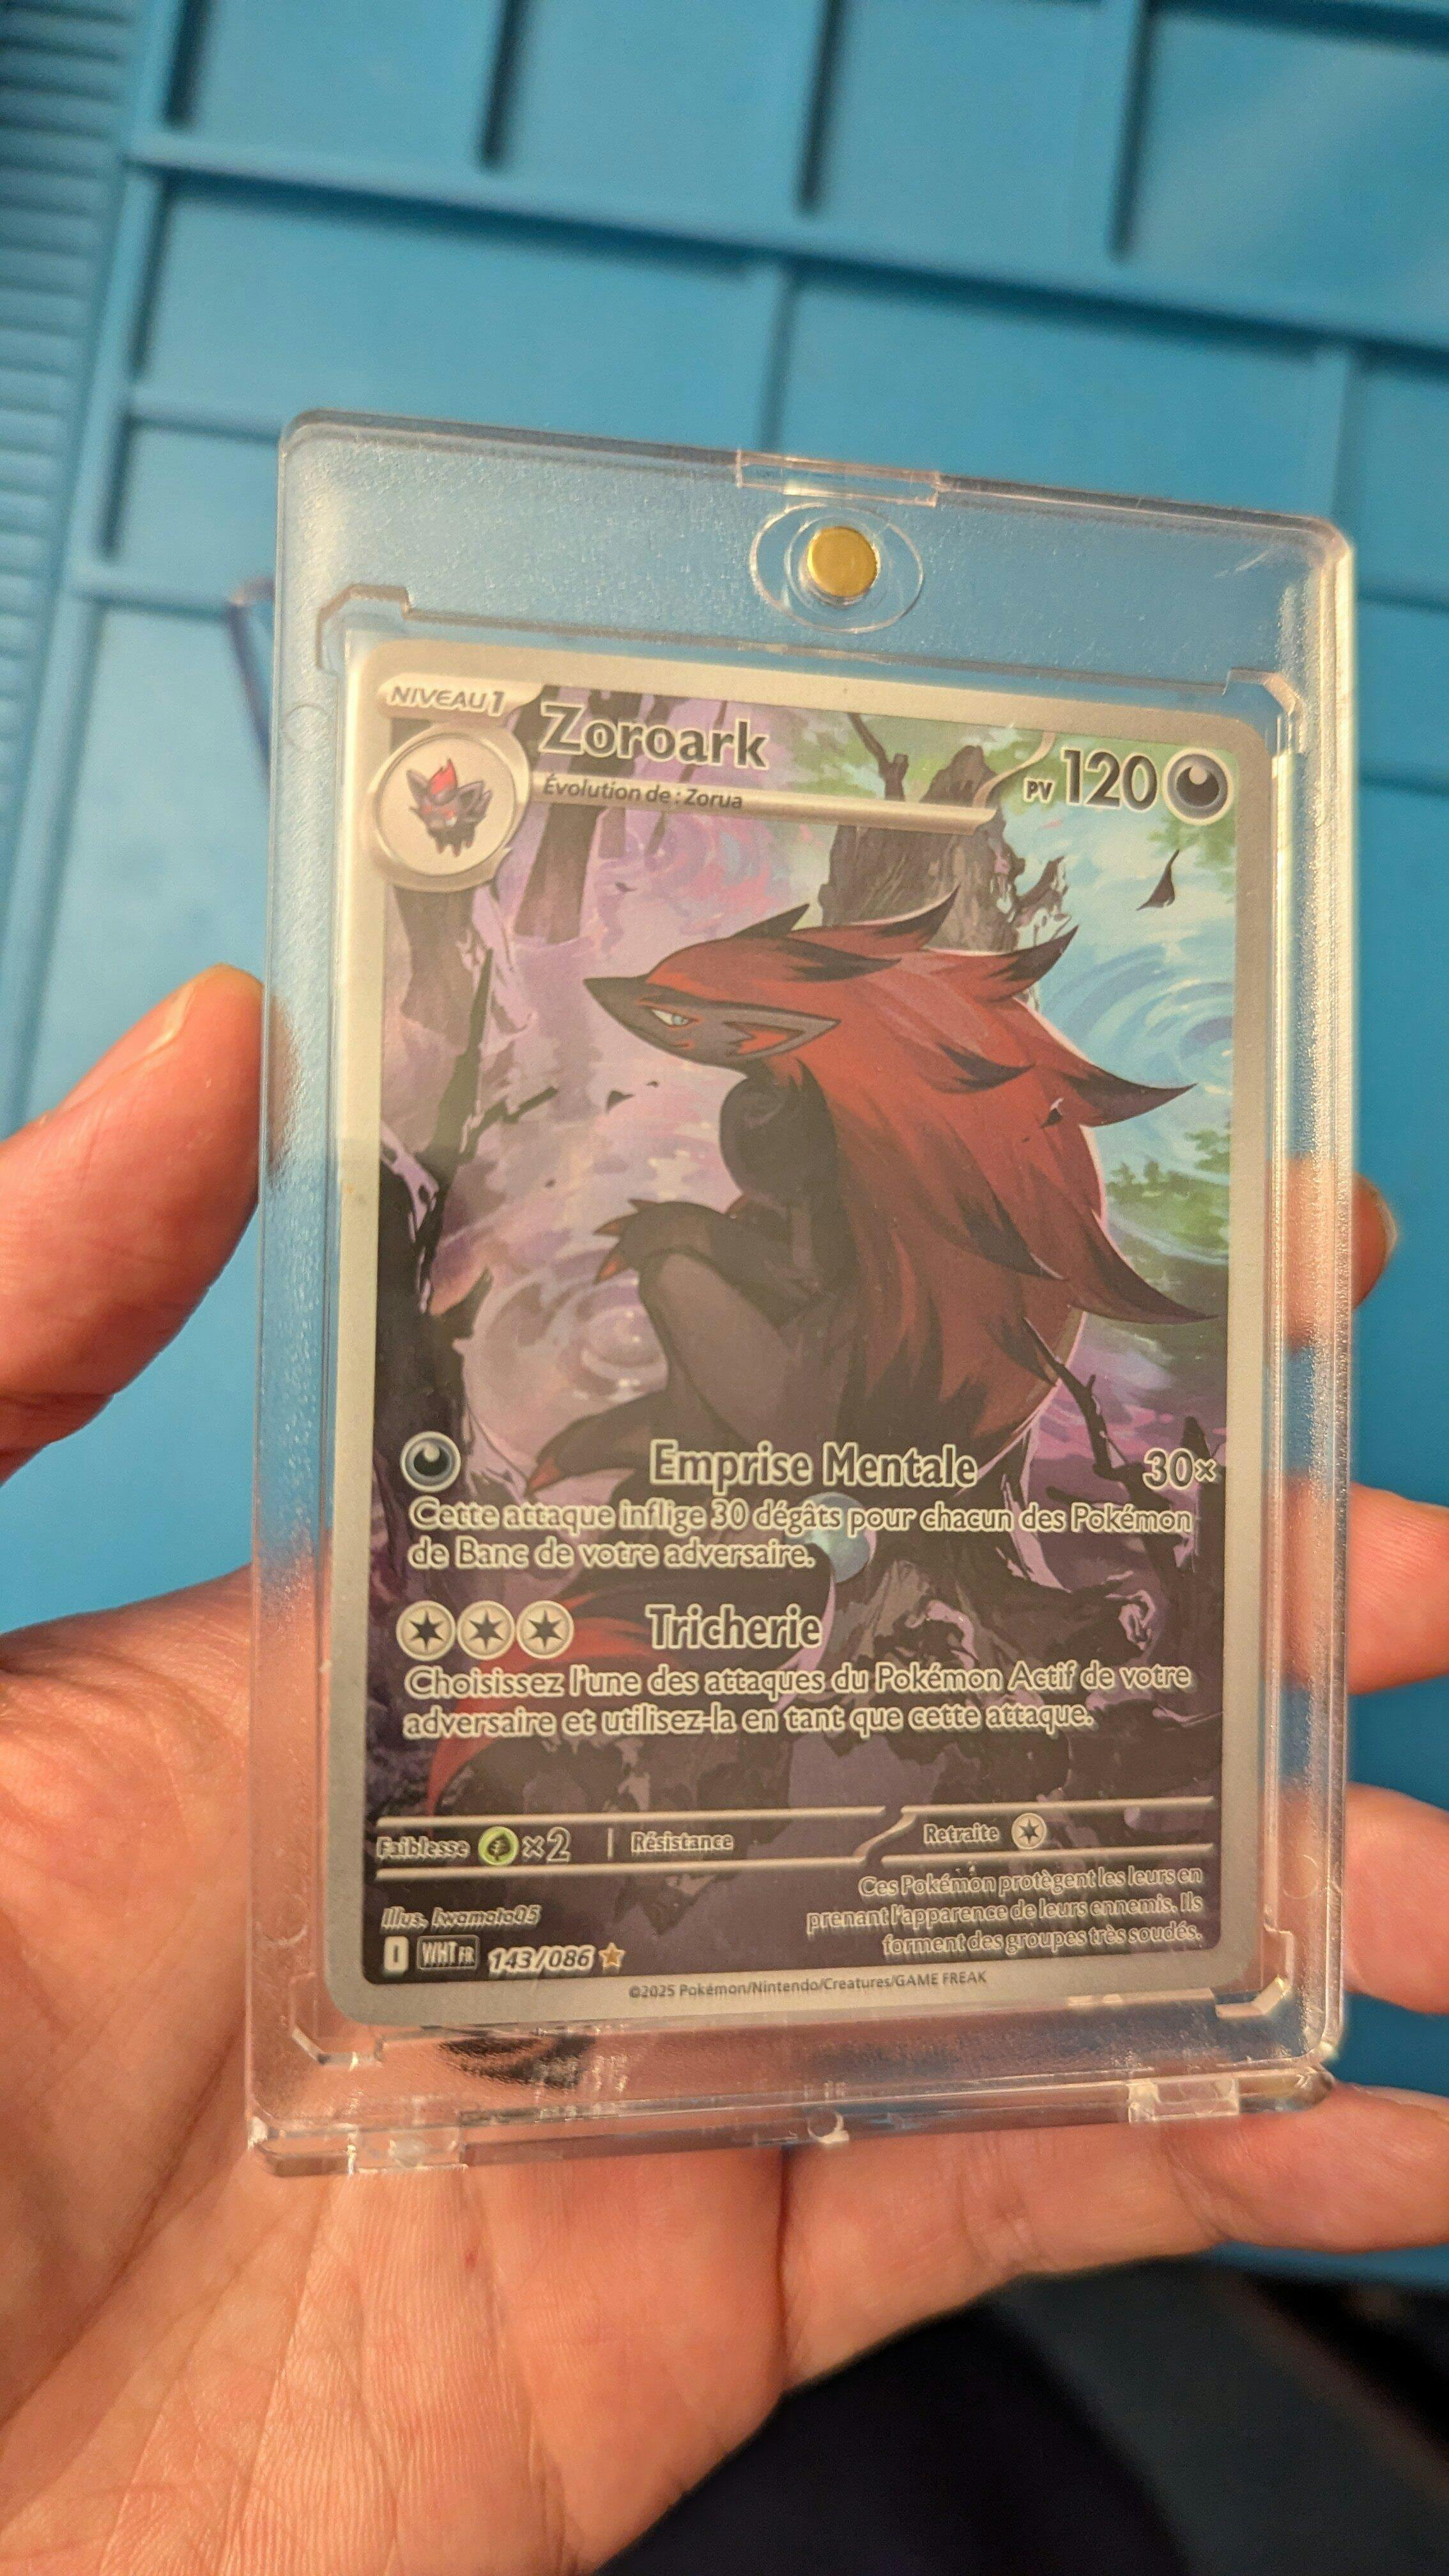 NIVEAU 1
Zoroark
PV 120
Évolution de : Zorua
Emprise Mentale 30×
Cette attaque inflige 30 dégâts pour chacun des Pokémon
de Banc de votre adversaire.
Tricherie
Choisissez l'une des attaques du Pokémon Actif de votre
adversaire et utilisez-la en tant que cette attaque.
Faiblesse ×2 Résistance Retraite
Ces Pokémon protègent les leurs en
prenant l'apparence de leurs ennemis. Ils
forment des groupes très soudés.
Illus. Iwamoto05
I WHT FR 143/086
©2025 Pokémon/Nintendo/Creatures/GAME FREAK